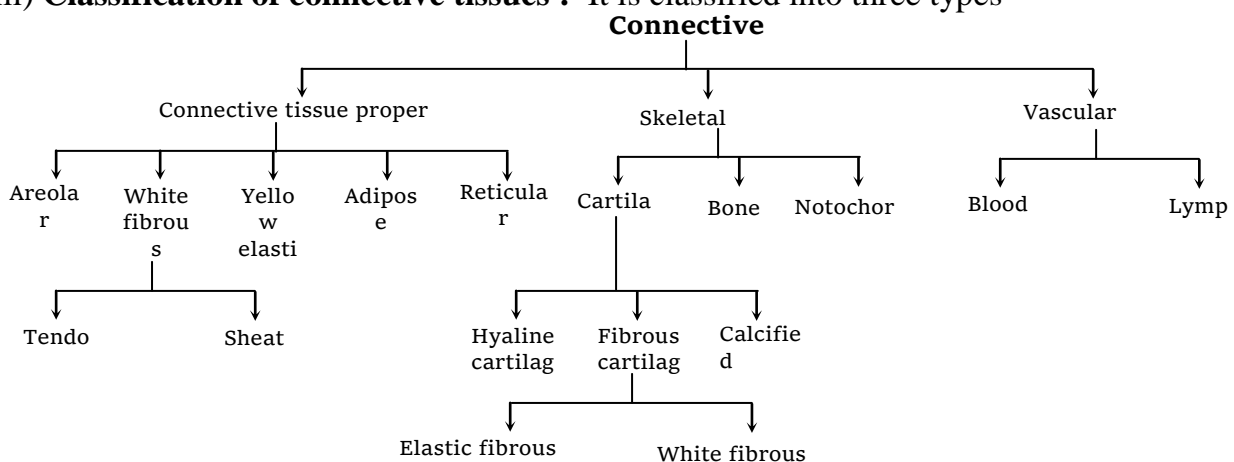 iii) Classification of connective tissues : It is classified into three types
Connective
Connective tissue proper
Skeletal
Vascular
Areola
r
White
fibrou
s
Yello
w
elasti
Adipos
e
Reticula
r
Cartila
Bone
Notochor
Blood
Lymp
Tendo
Sheat
Hyaline
cartilag
Fibrous
cartilag
Calcifie
d
Elastic fibrous
White fibrous